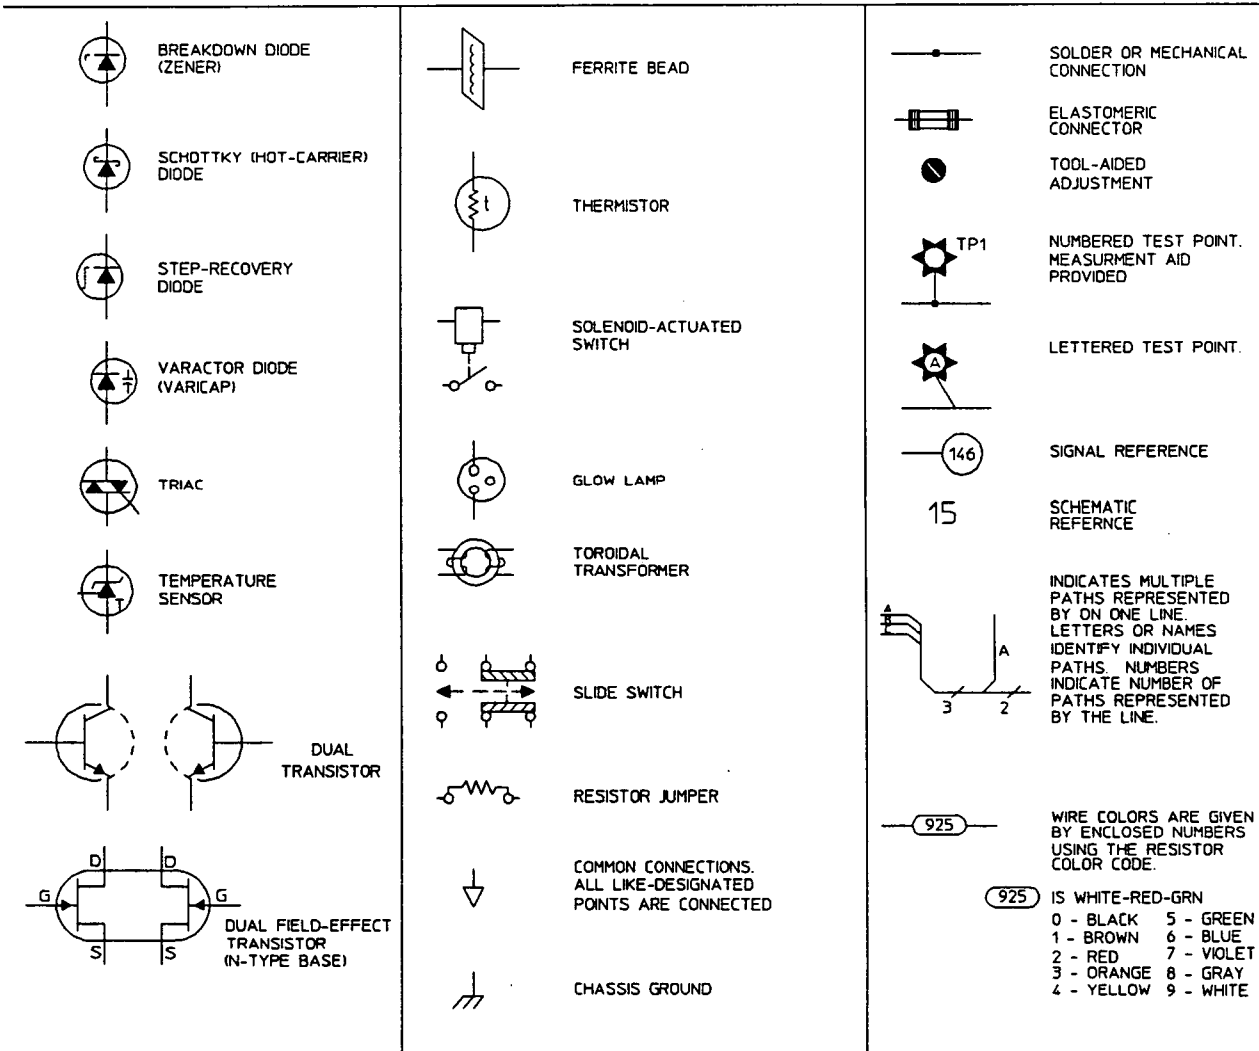 BREAKDOWN DIODE
(ZENER)
SCHOTTKY (HOT-CARRIER)
DIODE
STEP-RECOVERY
DIODE
VARACTOR DIODE
(VARICAP)
TRIAC
T
TEMPERATURE
SENSOR
DUAL
TRANSISTOR
D D
G G
S S
DUAL FIELD-EFFECT
TRANSISTOR
(N-TYPE BASE)
FERRITE BEAD
t
THERMISTOR
SOLENOID-ACTUATED
SWITCH
GLOW LAMP
TOROIDAL
TRANSFORMER
SLIDE SWITCH
RESISTOR JUMPER
COMMON CONNECTIONS.
ALL LIKE-DESIGNATED
POINTS ARE CONNECTED
CHASSIS GROUND
SOLDER OR MECHANICAL
CONNECTION
ELASTOMERIC
CONNECTOR
TOOL-AIDED
ADJUSTMENT
TP1
NUMBERED TEST POINT.
MEASURMENT AID
PROVIDED
A
LETTERED TEST POINT.
146
SIGNAL REFERENCE
15
SCHEMATIC
REFERNCE
A
B
C
A
3 2
INDICATES MULTIPLE
PATHS REPRESENTED
BY ON ONE LINE.
LETTERS OR NAMES
IDENTIFY INDIVIDUAL
PATHS. NUMBERS
INDICATE NUMBER OF
PATHS REPRESENTED
BY THE LINE.
925
WIRE COLORS ARE GIVEN
BY ENCLOSED NUMBERS
USING THE RESISTOR
COLOR CODE.
925 IS WHITE-RED-GRN
0 - BLACK 5 - GREEN
1 - BROWN 6 - BLUE
2 - RED 7 - VIOLET
3 - ORANGE 8 - GRAY
4 - YELLOW 9 - WHITE